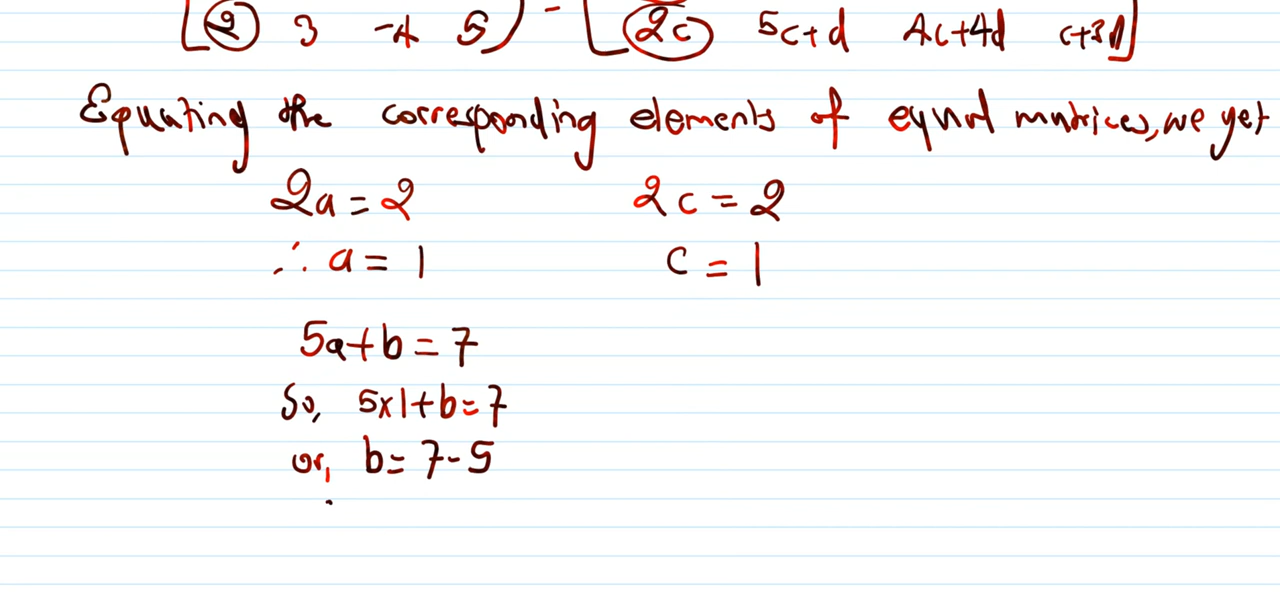 [2 3 -4 5] = [2c 5c+d 4c+4d c+3d]
Equating the corresponding elements of equal matrices, we get
2a = 2 2c = 2
∴ a = 1 c = 1
5a+b = 7
So, 5x1+b=7
or, b= 7-5